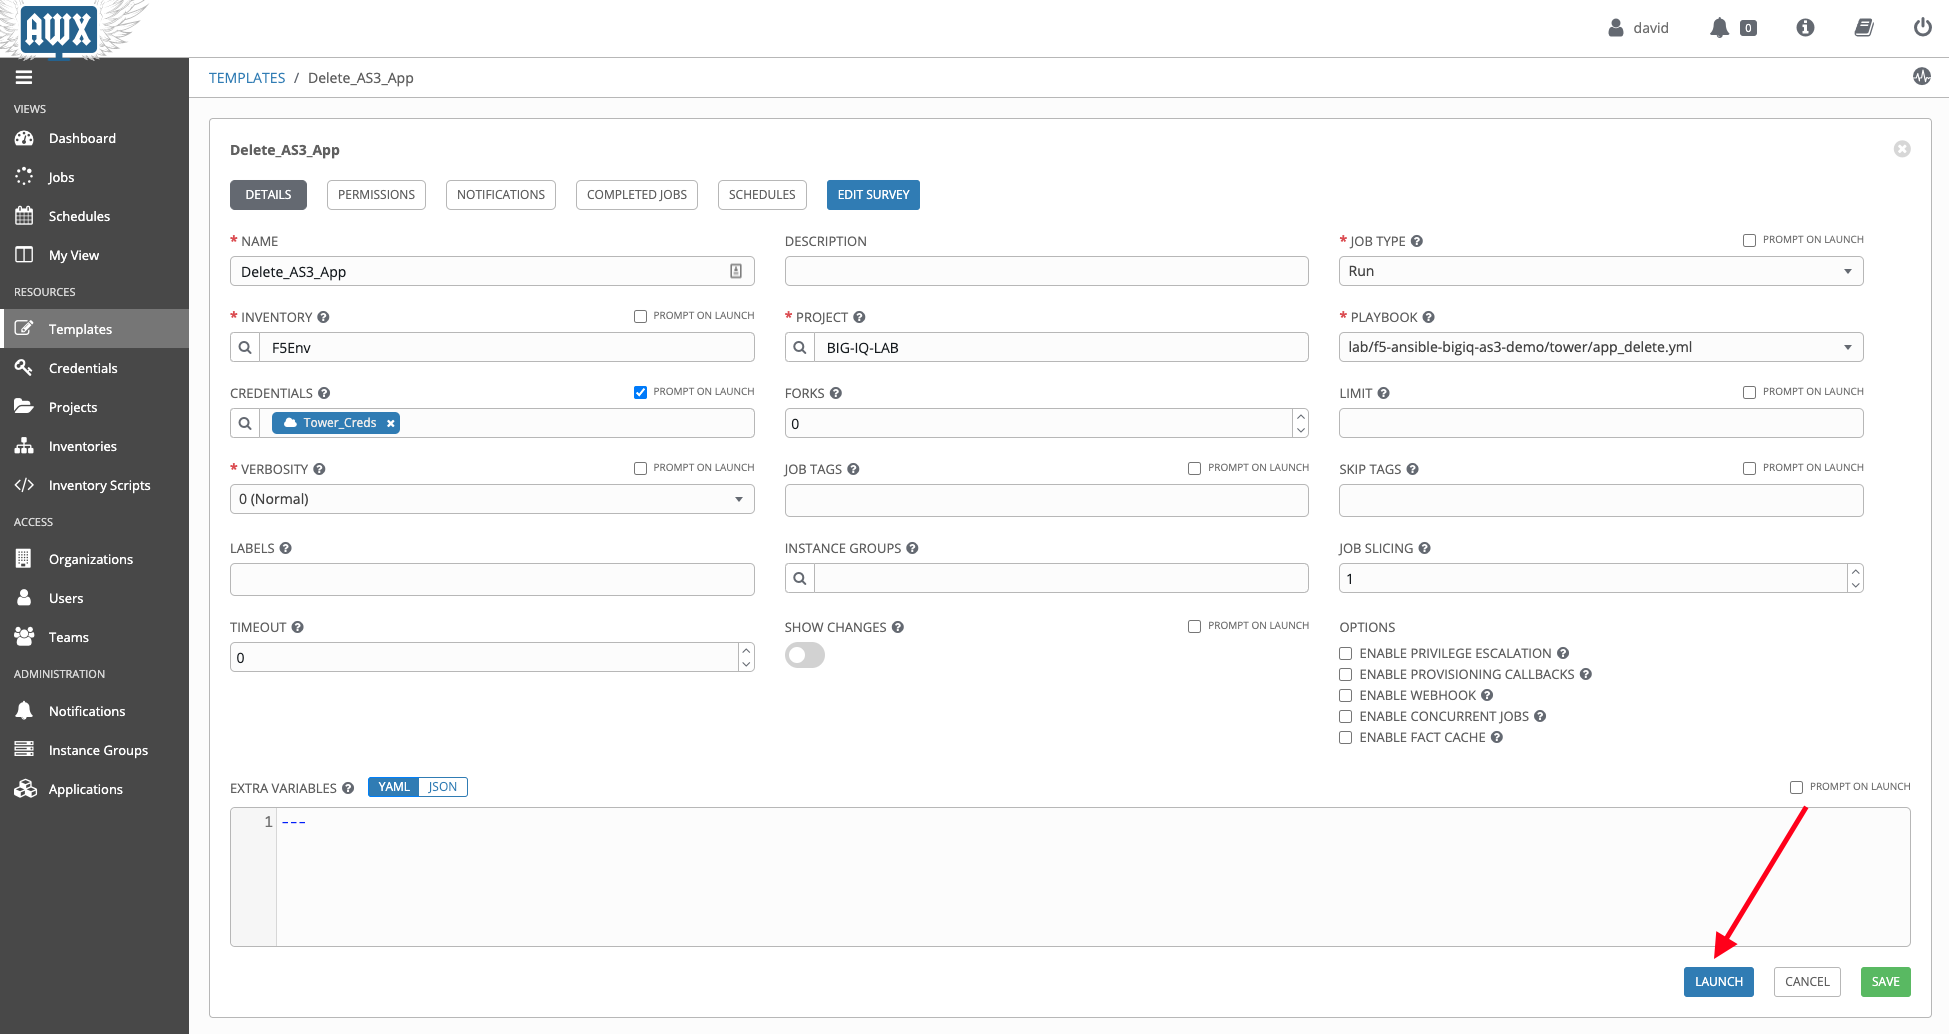 AWX
david
0
TEMPLATES / Delete_AS3_App
VIEWS
Dashboard
Jobs
Schedules
My View
RESOURCES
Templates
Credentials
Projects
Inventories
Inventory Scripts
ACCESS
Organizations
Users
Teams
ADMINISTRATION
Notifications
Instance Groups
Applications
Delete_AS3_App
DETAILS PERMISSIONS NOTIFICATIONS COMPLETED JOBS SCHEDULES EDIT SURVEY
* NAME
Delete_AS3_App
DESCRIPTION
* JOB TYPE PROMPT ON LAUNCH
Run
* INVENTORY PROMPT ON LAUNCH
F5Env
* PROJECT
BIG-IQ-LAB
* PLAYBOOK
lab/f5-ansible-bigiq-as3-demo/tower/app_delete.yml
CREDENTIALS PROMPT ON LAUNCH
Tower_Creds ×
FORKS
0
LIMIT PROMPT ON LAUNCH
* VERBOSITY PROMPT ON LAUNCH
0 (Normal)
JOB TAGS PROMPT ON LAUNCH
SKIP TAGS PROMPT ON LAUNCH
LABELS
INSTANCE GROUPS
JOB SLICING
1
TIMEOUT
0
SHOW CHANGES PROMPT ON LAUNCH
OPTIONS
ENABLE PRIVILEGE ESCALATION
ENABLE PROVISIONING CALLBACKS
ENABLE WEBHOOK
ENABLE CONCURRENT JOBS
ENABLE FACT CACHE
EXTRA VARIABLES YAML JSON PROMPT ON LAUNCH
1 ---
LAUNCH CANCEL SAVE